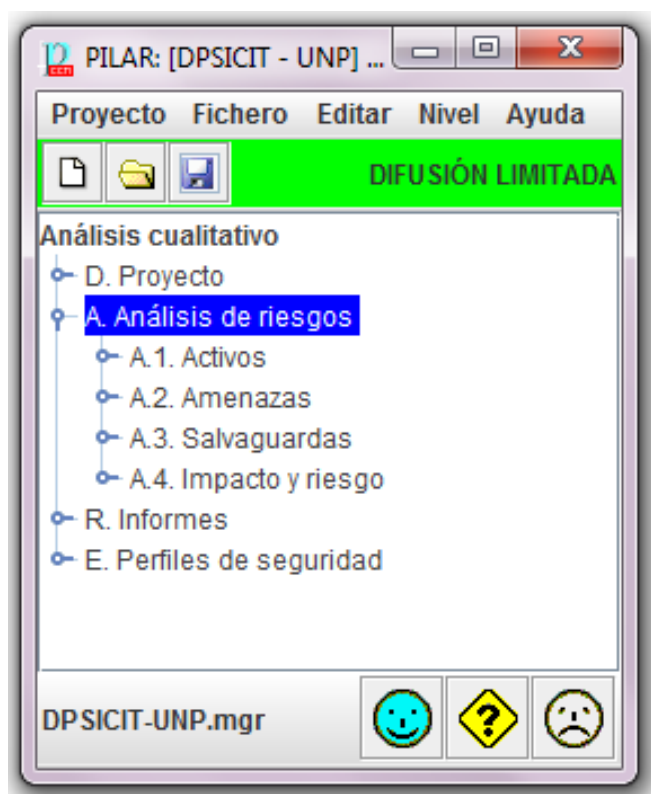 PILAR: [DPSICIT - UNP] ...
Proyecto Fichero Editar Nivel Ayuda
DIFUSIÓN LIMITADA
Análisis cualitativo
D. Proyecto
A. Análisis de riesgos
A.1. Activos
A.2. Amenazas
A.3. Salvaguardas
A.4. Impacto y riesgo
R. Informes
E. Perfiles de seguridad
DPSICIT-UNP.mgr